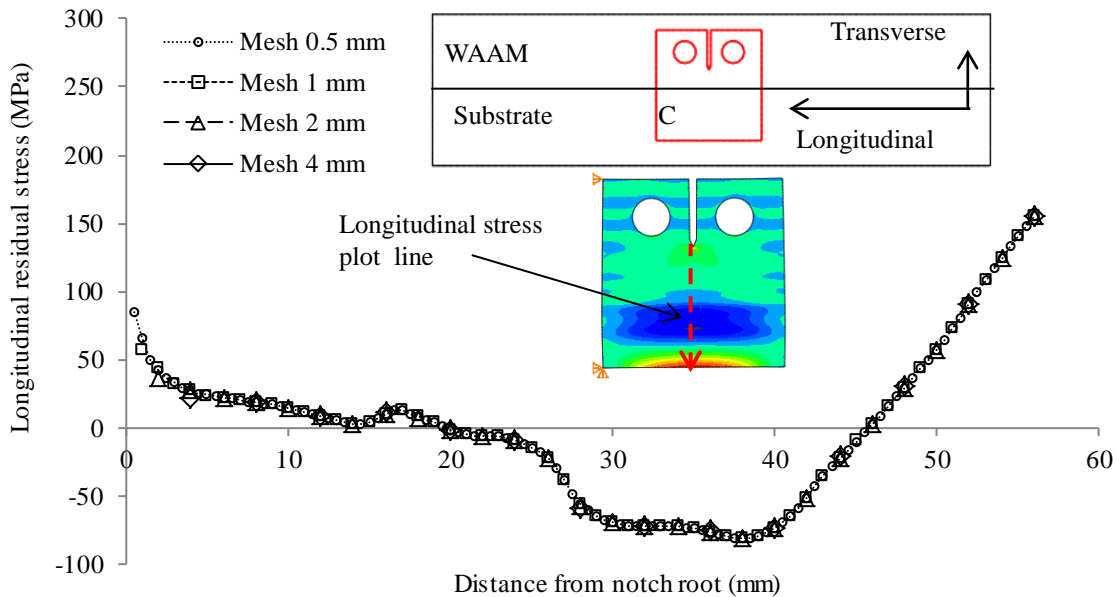 300
250
200
150
100
50
0
-50
-100
0
10
20
30
40
50
60
Longitudinal residual stress (MPa)
Distance from notch root (mm)
Mesh 0.5 mm
Mesh 1 mm
Mesh 2 mm
Mesh 4 mm
WAAM
Substrate
C
Transverse
Longitudinal
Longitudinal stress
plot line